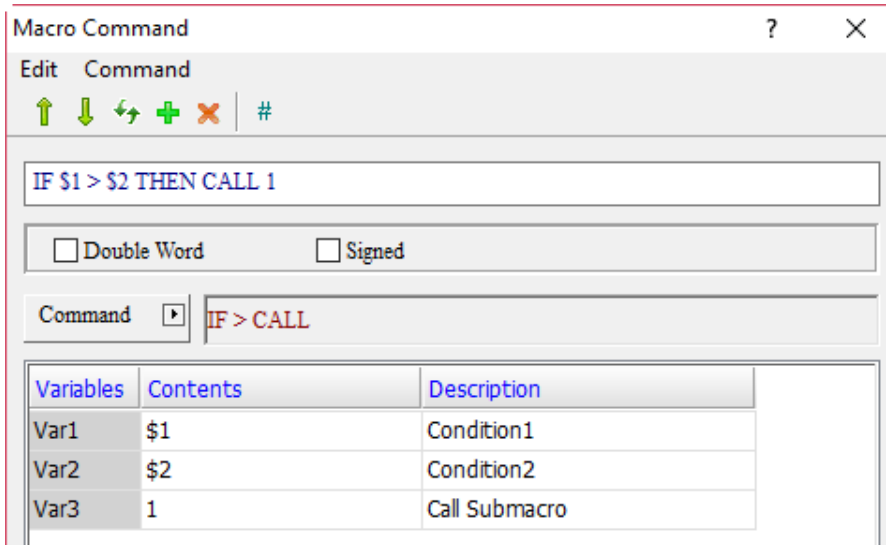 Macro Command ?
Edit Command
#
IF $1 > $2 THEN CALL 1
Double Word Signed
Command IF > CALL
Variables Contents Description
Var1 $1 Condition1
Var2 $2 Condition2
Var3 1 Call Submacro